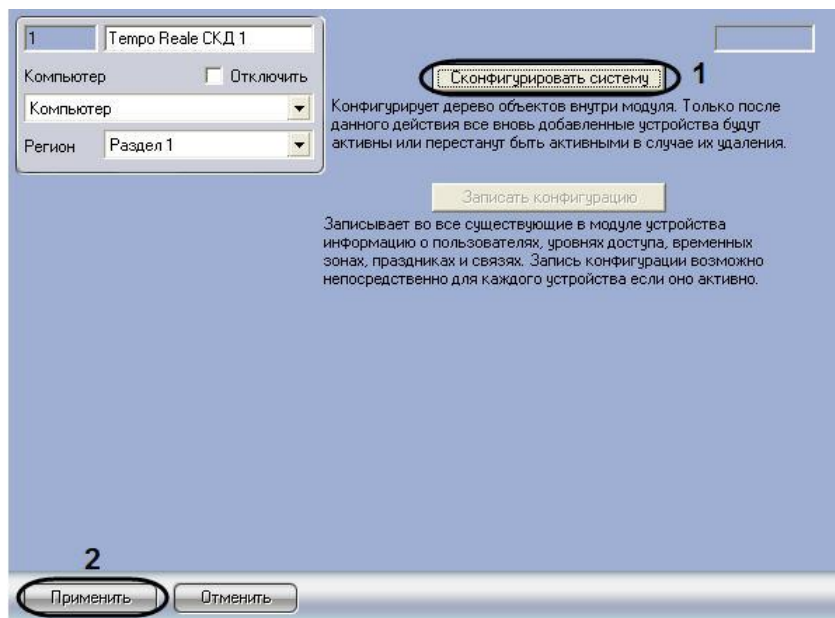 1 Tempo Reale СКД 1
Компьютер Отключить
Компьютер
Регион Раздел 1
Сконфигурировать систему 1
Конфигурирует дерево объектов внутри модуля. Только после
данного действия все вновь добавленные устройства будут
активны или перестанут быть активными в случае их удаления.
Записать конфигурацию
Записывает во все существующие в модуле устройства
информацию о пользователях, уровнях доступа, временных
зонах, праздниках и связях. Запись конфигурации возможно
непосредственно для каждого устройства если оно активно.
2
Применить Отменить